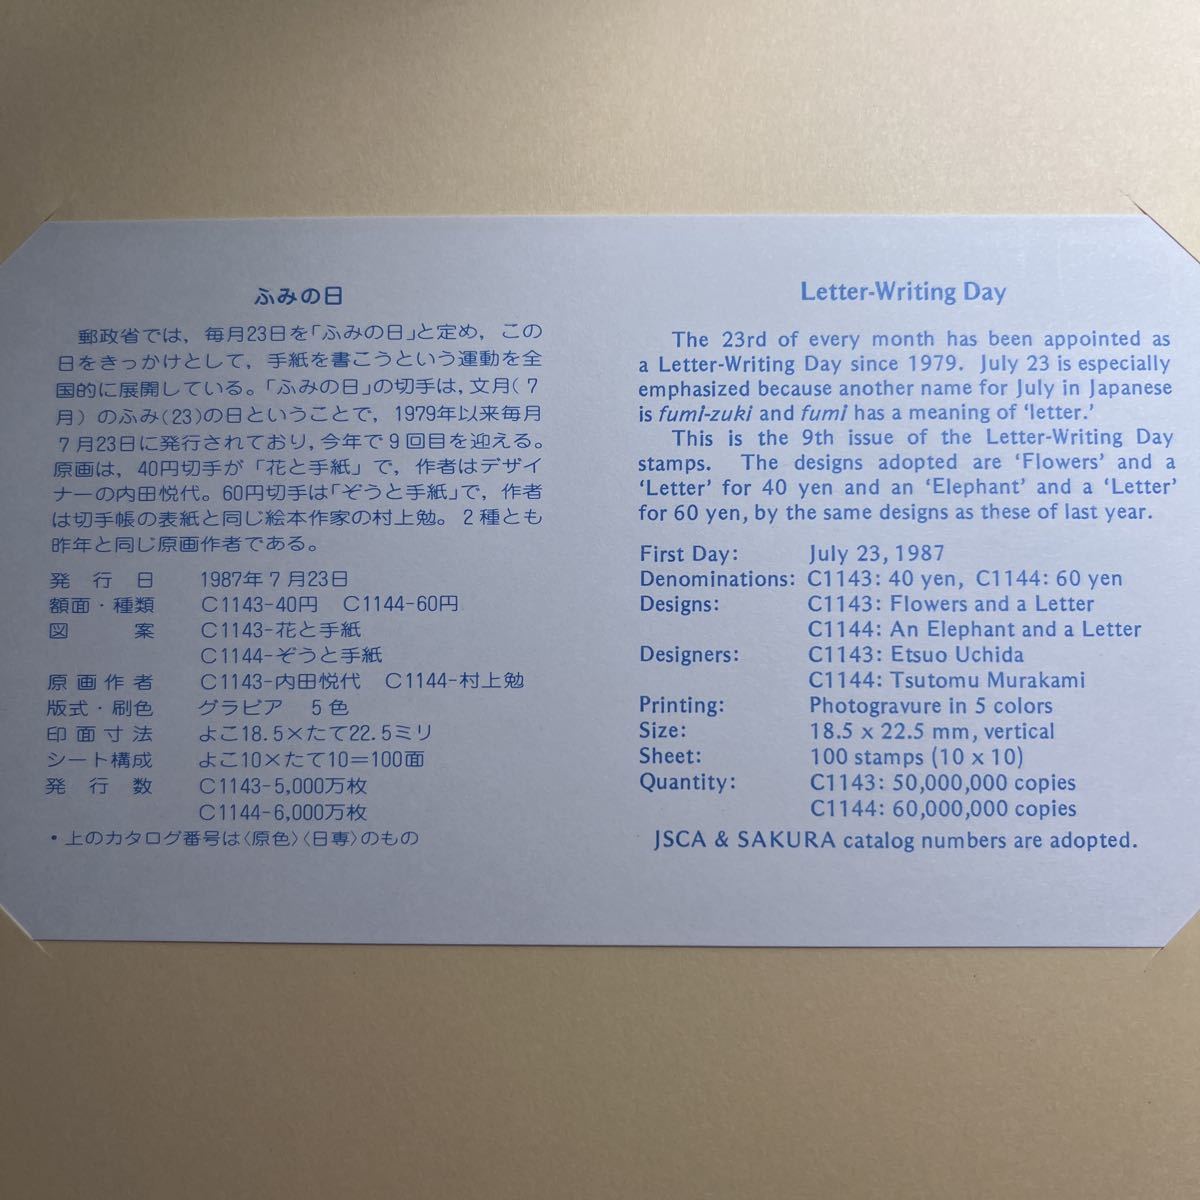 ふみの日
郵政省では，毎月23日を「ふみの日」と定め，この
日をきっかけとして，手紙を書こうという運動を全
国的に展開している。「ふみの日」の切手は，文月(７
月）のふみ(23)の日ということで，1979年以来毎月
７月23日に発行されており，今年で９回目を迎える。
原画は，40円切手が「花と手紙」で，作者はデザイ
ナーの内田悦代。60円切手は「ぞうと手紙」で，作者
は切手帳の表紙と同じ絵本作家の村上勉。２種とも
昨年と同じ原画作者である。
発行日 1987年７月23日
額面・種類 C1143-40円 C1144-60円
図案 C1143-花と手紙
C1144-ぞうと手紙
原画作者 C1143-内田悦代 C1144-村上勉
版式・刷色 グラビア ５色
印面寸法 よこ18.5×たて22.5ミリ
シート構成 よこ10×たて10＝100面
発行数 C1143-5,000万枚
C1144-6,000万枚
・上のカタログ番号は〈原色〉〈日専〉のもの
Letter-Writing Day
The 23rd of every month has been appointed as
a Letter-Writing Day since 1979. July 23 is especially
emphasized because another name for July in Japanese
is fumi-zuki and fumi has a meaning of ‘letter.’
This is the 9th issue of the Letter-Writing Day
stamps. The designs adopted are ‘Flowers’ and a
‘Letter’ for 40 yen and an ‘Elephant’ and a ‘Letter’
for 60 yen, by the same designs as these of last year.
First Day: July 23, 1987
Denominations: C1143: 40 yen, C1144: 60 yen
Designs: C1143: Flowers and a Letter
C1144: An Elephant and a Letter
Designers: C1143: Etsuo Uchida
C1144: Tsutomu Murakami
Printing: Photogravure in 5 colors
Size: 18.5 x 22.5 mm, vertical
Sheet: 100 stamps (10 x 10)
Quantity: C1143: 50,000,000 copies
C1144: 60,000,000 copies
JSCA & SAKURA catalog numbers are adopted.